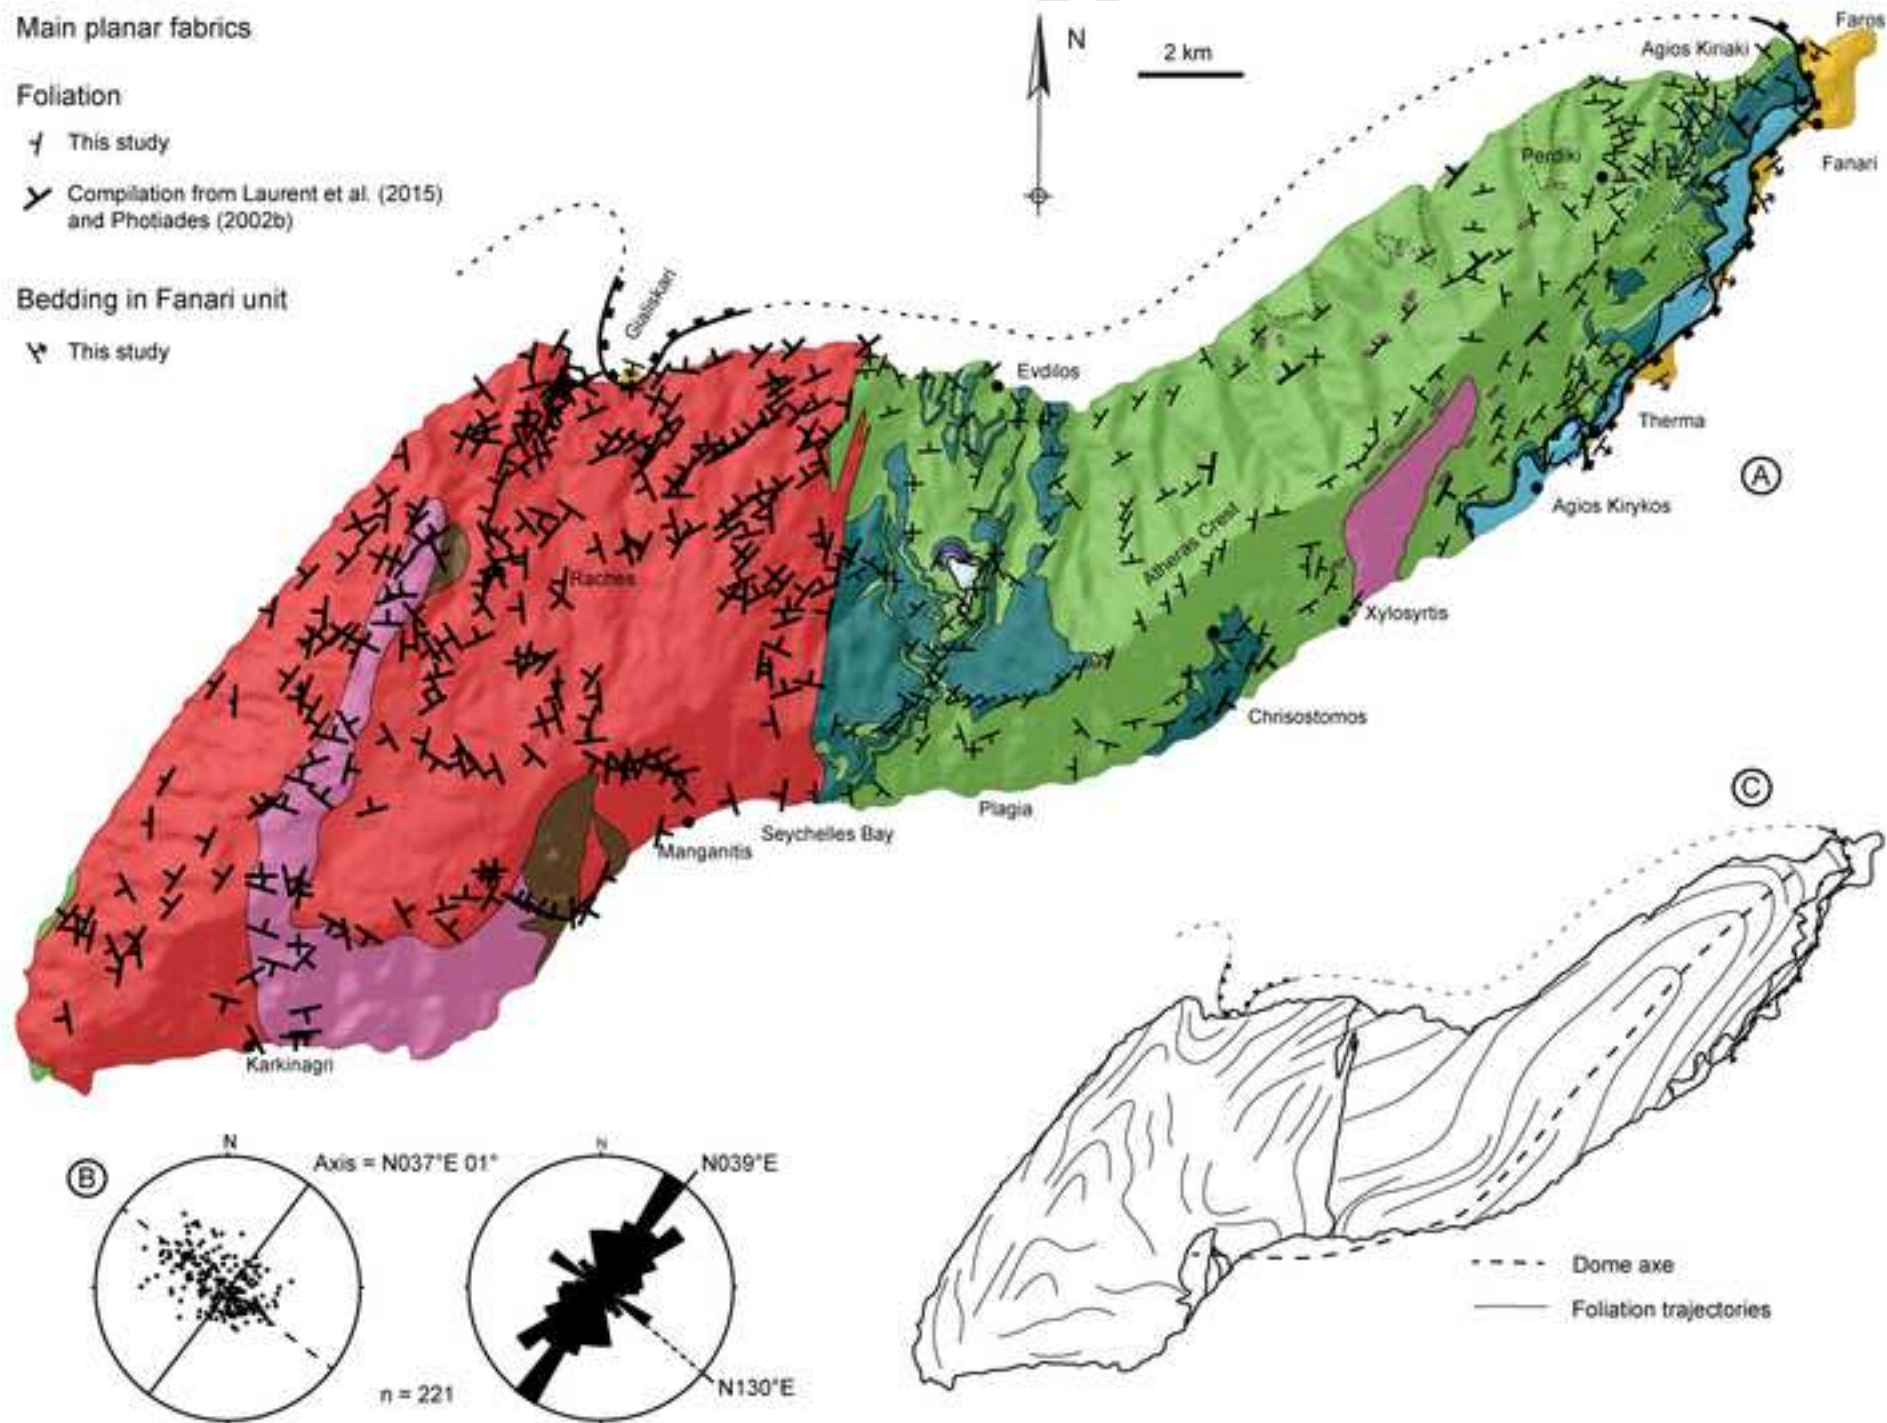 Main planar fabrics
Foliation
This study
Compilation from Laurent et al. (2015)
and Photiades (2002b)
Bedding in Fanari unit
This study
N
2 km
Faros
Agios Kiriaki
Perdiki
Fanari
Gialiskari
Evdilos
Therma
A
Agios Kirykos
Atheras Crest
Raches
Xylosyrtis
Chrisostomos
Plagia
Seychelles Bay
Manganitis
Karkinagri
C
B
N
Axis = N037°E 01°
n = 221
N
N039°E
N130°E
Dome axe
Foliation trajectories